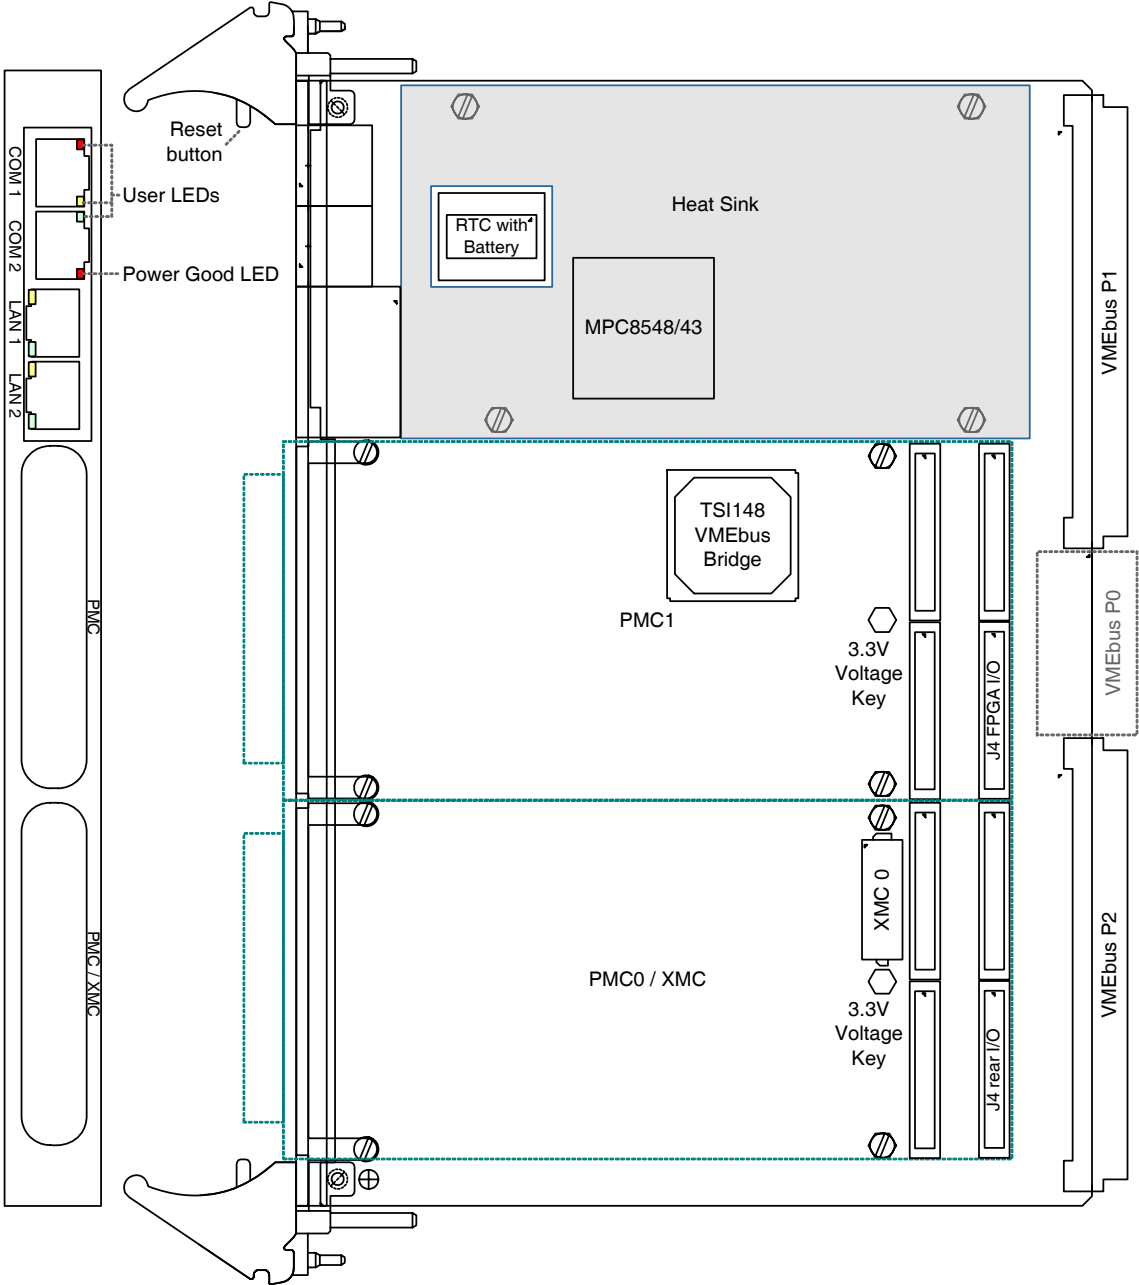 Reset
button
COM 1
User LEDs
COM 2
Power Good LED
LAN 1
LAN 2
PMC
PMC / XMC
Heat Sink
RTC with
Battery
MPC8548/43
TSI148
VMEbus
Bridge
PMC1
3.3V
Voltage
Key
J4 FPGA I/O
XMC 0
PMC0 / XMC
3.3V
Voltage
Key
J4 rear I/O
VMEbus P1
VMEbus P0
VMEbus P2